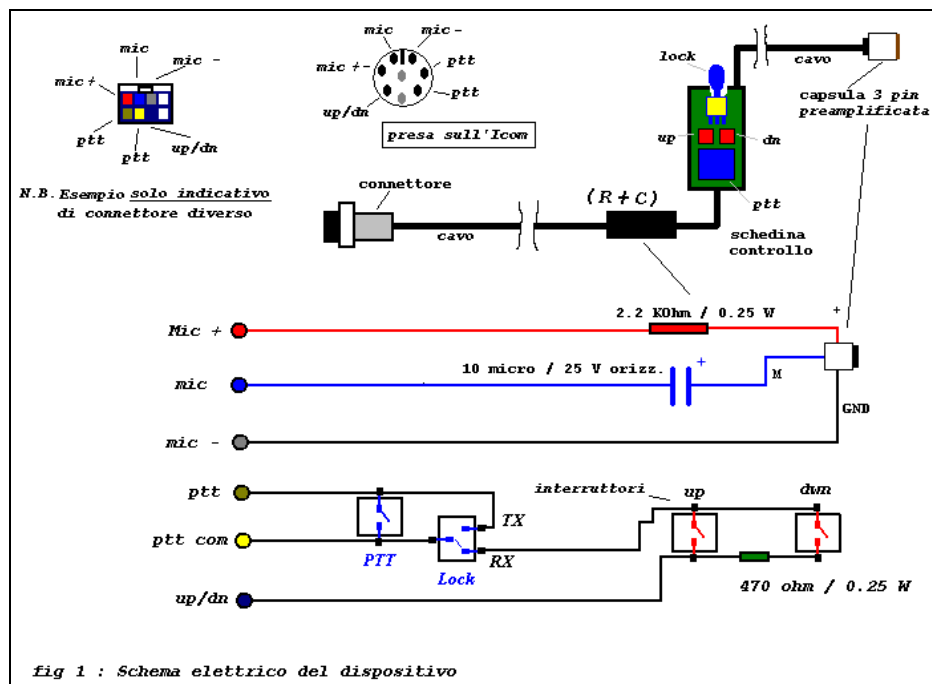 mic
mic -
mic +
ptt
ptt
up/dn
N.B. Esempio solo indicativo
di connettore diverso
mic
mic -
mic +-
ptt
ptt
up/dn
presa sull'Icom
lock
up
dn
ptt
schedina
controllo
cavo
capsula 3 pin
preamplificata
connettore
cavo
(R+C)
Mic +
2.2 KOhm / 0.25 W
+
mic
10 micro / 25 V orizz.
+
M
GND
mic -
ptt
ptt com
up/dn
PTT
Lock
TX
RX
interruttori
up
dwn
470 ohm / 0.25 W
fig 1 : Schema elettrico del dispositivo